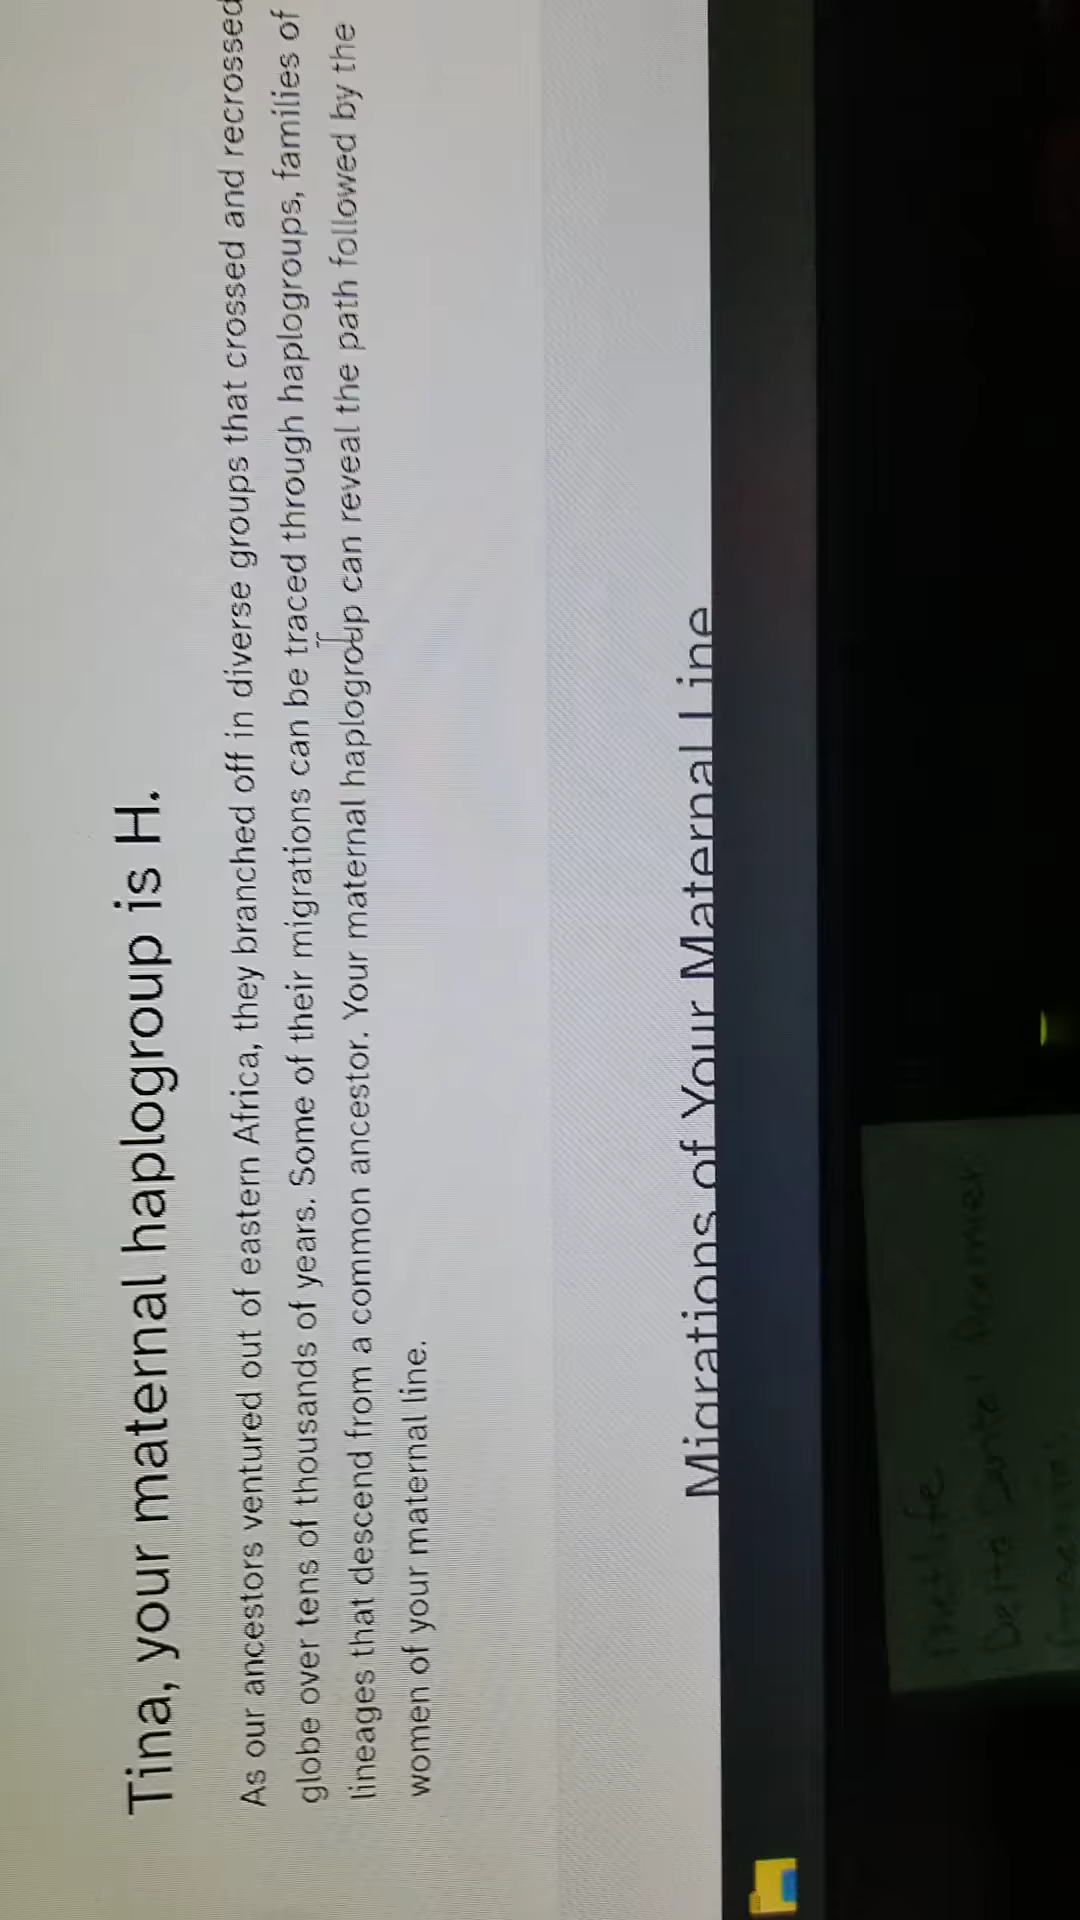 Tina, your maternal haplogroup is H.
As our ancestors ventured out of eastern Africa, they branched off in diverse groups that crossed and recrossed
globe over tens of thousands of years. Some of their migrations can be traced through haplogroups, families of
lineages that descend from a common ancestor. Your maternal haplogroup can reveal the path followed by the
women of your maternal line.
Migrations of Your Maternal Line
metlife
Delta Dental